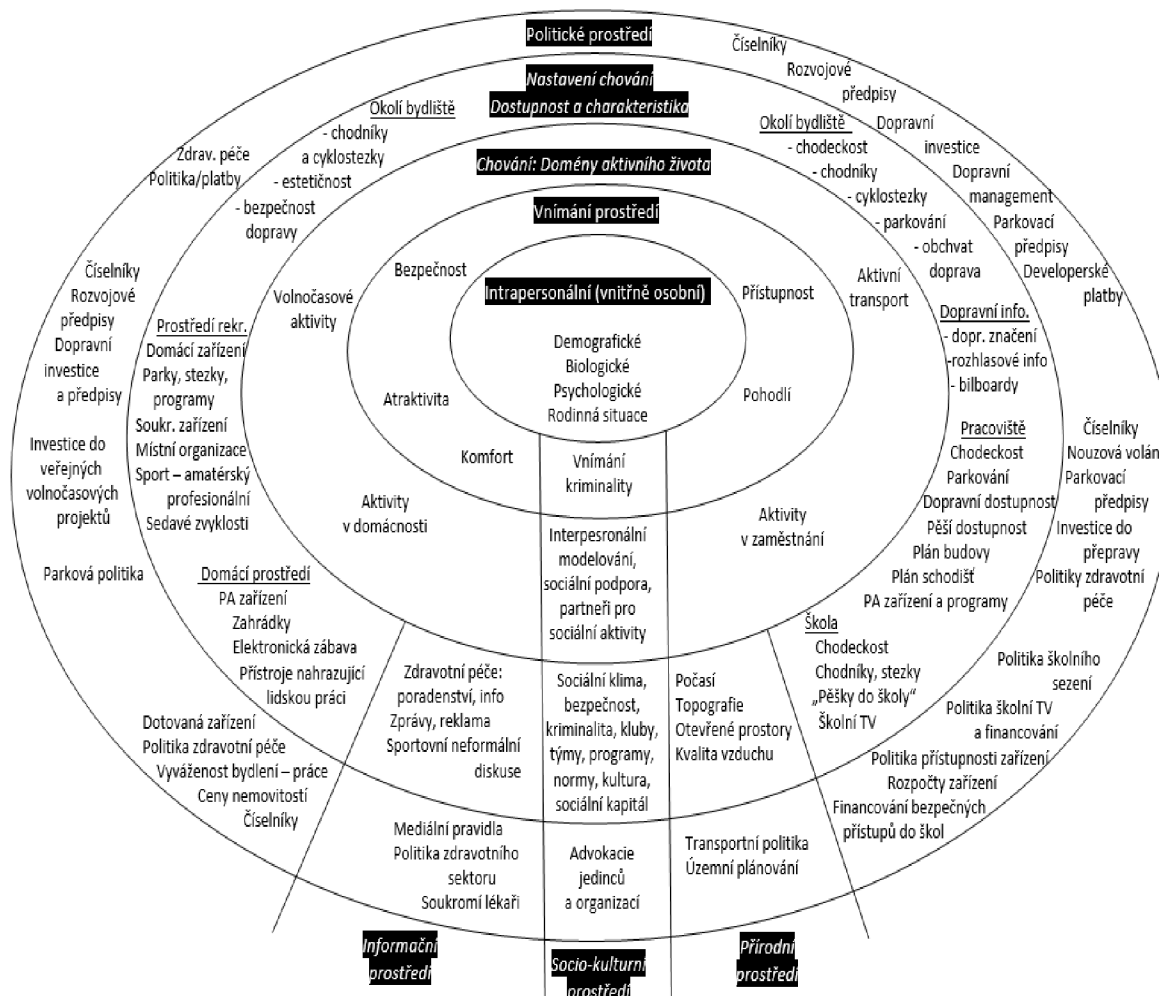 Politické prostředí
Nastavení chování
Dostupnost a charakteristika
Chování: Domény aktivního života
Vnímání prostředí
Intrapersonální (vnitřně osobní)
Demografické
Biologické
Psychologické
Rodinná situace
Bezpečnost
Přístupnost
Atraktivita
Pohodlí
Komfort
Vnímání
kriminality
Volnočasové
aktivity
Aktivní
transport
Aktivity
v domácnosti
Aktivity
v zaměstnání
Interpesronální
modelování,
sociální podpora,
partneři pro
sociální aktivity
Okolí bydliště
- chodníky
a cyklostezky
- estetičnost
- bezpečnost
dopravy
Okolí bydliště
- chodeckost
- chodníky
- cyklostezky
- parkování
- obchvat
doprava
Dopravní info.
- dopr. značení
-rozhlasové info
- bilboardy
Prostředí rekr.
Domácí zařízení
Parky, stezky,
programy
Soukr. zařízení
Místní organizace
Sport – amatérský
profesionální
Sedavé zvyklosti
Pracoviště
Chodeckost
Parkování
Dopravní dostupnost
Pěší dostupnost
Plán budovy
Plán schodišť
PA zařízení a programy
Domácí prostředí
PA zařízení
Zahrádky
Elektronická zábava
Přístroje nahrazující
lidskou práci
Škola
Chodeckost
Chodníky, stezky
„Pěšky do školy“
Školní TV
Zdravotní péče:
poradenství, info
Zprávy, reklama
Sportovní neformální
diskuse
Sociální klima,
bezpečnost,
kriminalita, kluby,
týmy, programy,
normy, kultura,
sociální kapitál
Počasí
Topografie
Otevřené prostory
Kvalita vzduchu
Zdrav. péče
Politika/platby
Číselníky
Rozvojové
předpisy
Dopravní
investice
a předpisy
Investice do
veřejných
volnočasových
projektů
Parková politika
Dotovaná zařízení
Politika zdravotní péče
Vyváženost bydlení – práce
Ceny nemovitostí
Číselníky
Číselníky
Rozvojové
předpisy
Dopravní
investice
Dopravní
management
Parkovací
předpisy
Developerské
platby
Číselníky
Nouzová volán
Parkovací
předpisy
Investice do
přepravy
Politiky zdravotní
péče
Politika školního
sezení
Politika školní TV
a financování
Politika přístupnosti zařízení
Rozpočty zařízení
Financování bezpečných
přístupů do škol
Mediální pravidla
Politika zdravotního
sektoru
Soukromí lékaři
Advokacie
jedinců
a organizací
Transportní politika
Územní plánování
Informační
prostředí
Socio-kulturní
prostředí
Přírodní
prostředí